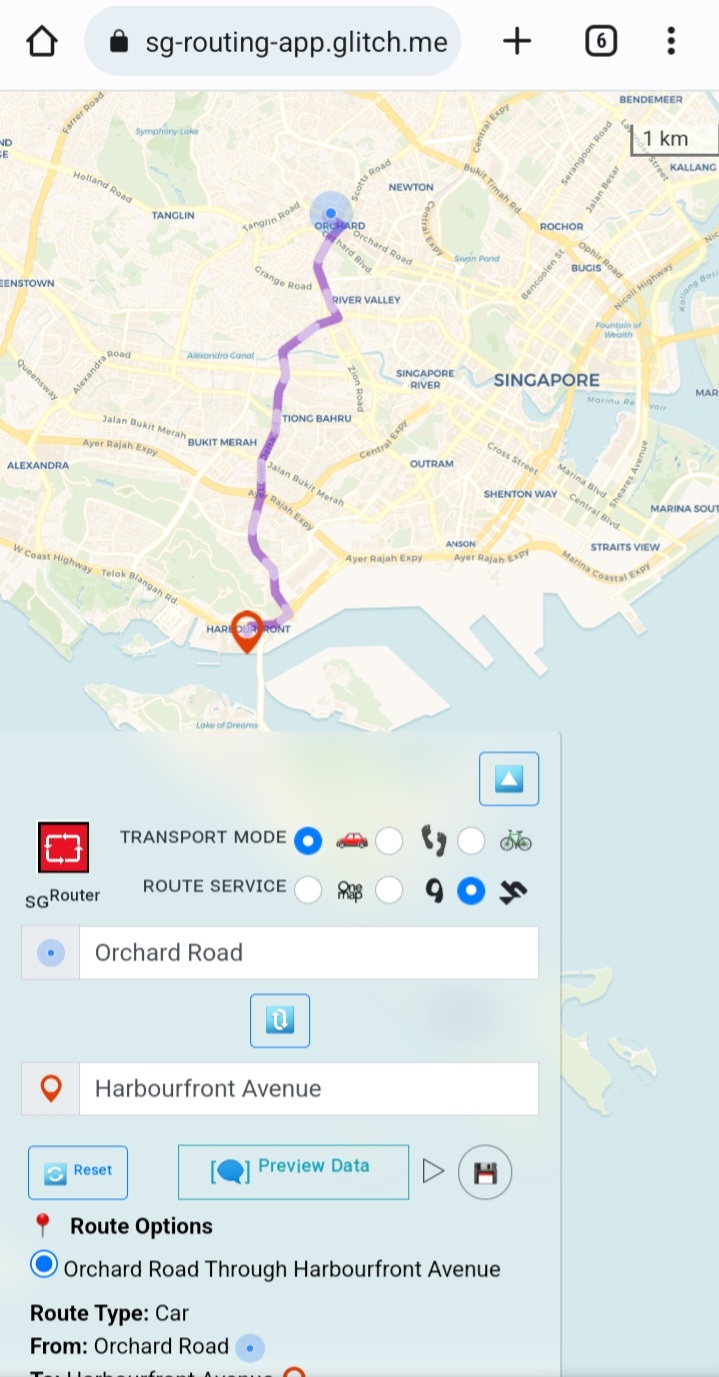 sg-routing-app.glitch.me
6
BENDEMEER
1 km
Farrer Road
Symphony Lake
Central Expy
Serangoon Road
KALLANG
Holland Road
Scotts Road
NEWTON
Bukit Timah Rd
Jalan Besar
TANGLIN
Tanglin Road
ORCHARD
Orchard Road
Central Expy
ROCHOR
Orchard Blvd
Swan Pond
Ophir Road
BUGIS
EENSTOWN
Orange Road
Bencoolen St
Nicoll Highway
RIVER VALLEY
Fountain of
Wealth
Alexandra Road
Alexandra Canal
Queensway
Zion Road
SINGAPORE
RIVER
SINGAPORE
MAR
Jalan Bukit Merah
TIONG BAHRU
Ayer Rajah Expy
BUKIT MERAH
Central Expy
Cross Street
ALEXANDRA
Jalan Bukit Merah
OUTRAM
Marina Blvd
Sheares Avenue
SHENTON WAY
Central Blvd
MARINA SOUT
Ayer Rajah Expy
W Coast Highway
Telok Blangah Rd
Ayer Rajah Expy
ANSON
Ayer Rajah Expy
STRAITS VIEW
Marina Coastal Expy
HARBOURFRONT
Lake of Dreams
TRANSPORT MODE
ROUTE SERVICE
One
map
SGRouter
Orchard Road
Harbourfront Avenue
Reset
[ ] Preview Data
Route Options
Orchard Road Through Harbourfront Avenue
Route Type: Car
From: Orchard Road
To: Harbourfront Avenue